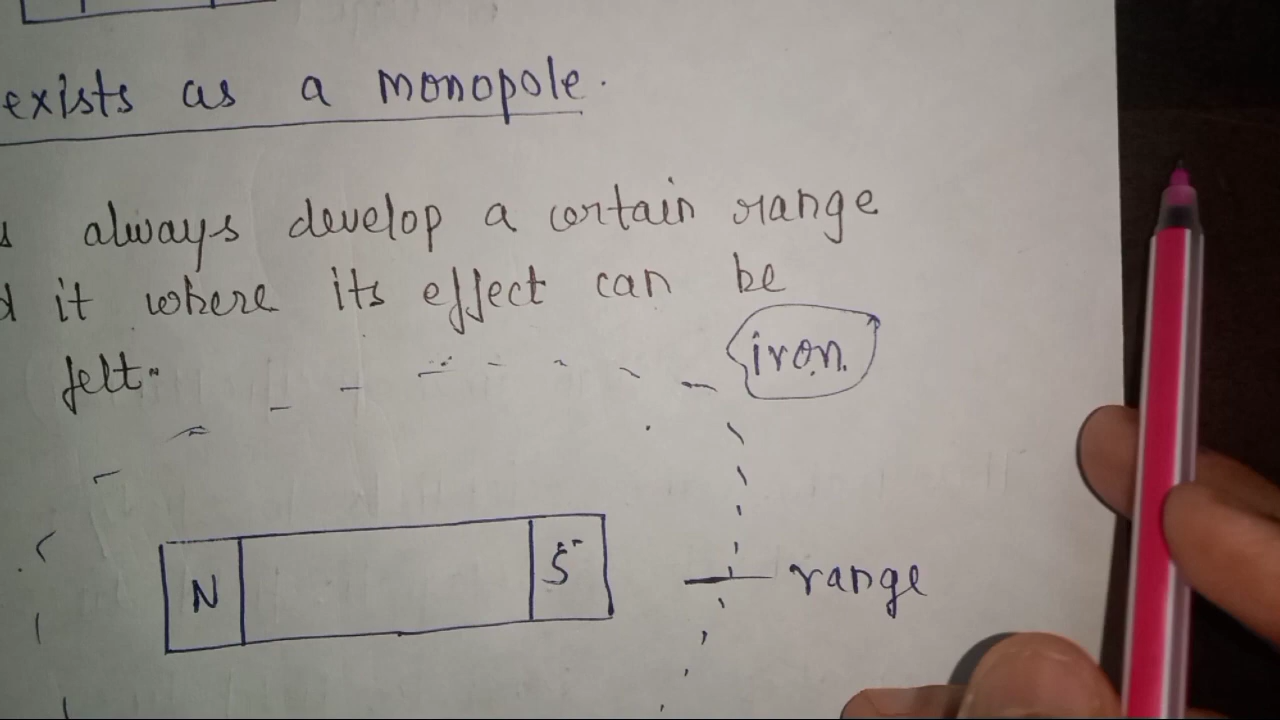 exists as a monopole.
always develop a certain range
it where its effect can be
felt.
iron.
N
S
range